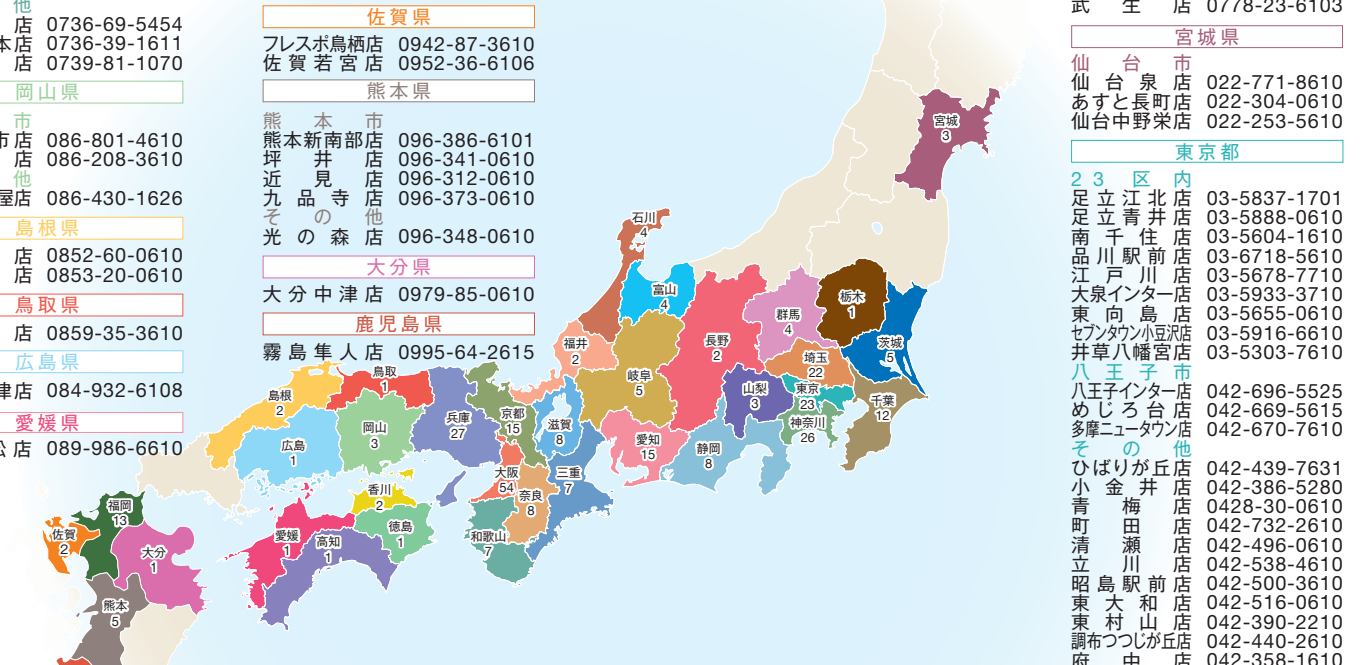 他
店 0736-69-5454
本店 0736-39-1611
店 0739-81-1070
岡山県
市
市店 086-801-4610
店 086-208-3610
他
屋店 086-430-1626
島根県
店 0852-60-0610
店 0853-20-0610
鳥取県
店 0859-35-3610
広島県
津店 084-932-6108
愛媛県
松店 089-986-6610
佐賀県
フレスポ鳥栖店 0942-87-3610
佐賀若宮店 0952-36-6106
熊本県
熊本市
熊本新南部店 096-386-6101
坪井店 096-341-0610
近見店 096-312-0610
九品寺店 096-373-0610
その他
光の森店 096-348-0610
大分県
大分中津店 0979-85-0610
鹿児島県
霧島隼人店 0995-64-2615
宮城
3
石川
4
富山
4
福井
2
岐阜
5
長野
2
群馬
4
栃木
1
茨城
5
埼玉
22
東京
23
千葉
12
神奈川
26
山梨
3
静岡
8
愛知
15
三重
7
滋賀
8
京都
15
大阪
54
奈良
8
和歌山
7
兵庫
27
鳥取
1
島根
2
岡山
3
広島
1
香川
2
徳島
1
愛媛
1
高知
1
福岡
13
佐賀
2
大分
1
熊本
5
武生店 0778-23-6103
宮城県
仙台市
仙台泉店 022-771-8610
あすと長町店 022-304-0610
仙台中野栄店 022-253-5610
東京都
23区内
足立江北店 03-5837-1701
足立青井店 03-5888-0610
南千住店 03-5604-1610
品川駅前店 03-6718-5610
江戸川店 03-5678-7710
大泉インター店 03-5933-3710
東向島店 03-5655-0610
セブンタウン小豆沢店 03-5916-6610
井草八幡宮店 03-5303-7610
八王子市
八王子インター店 042-696-5525
めじろ台店 042-669-5615
多摩ニュータウン店 042-670-7610
その他
ひばりが丘店 042-439-7631
小金井店 042-386-5280
青梅店 0428-30-0610
町田店 042-732-2610
清瀬店 042-496-0610
立川店 042-538-4610
昭島駅前店 042-500-3610
東大和店 042-516-0610
東村山店 042-390-2210
調布つつじが丘店 042-440-2610
府中店 042-358-1610